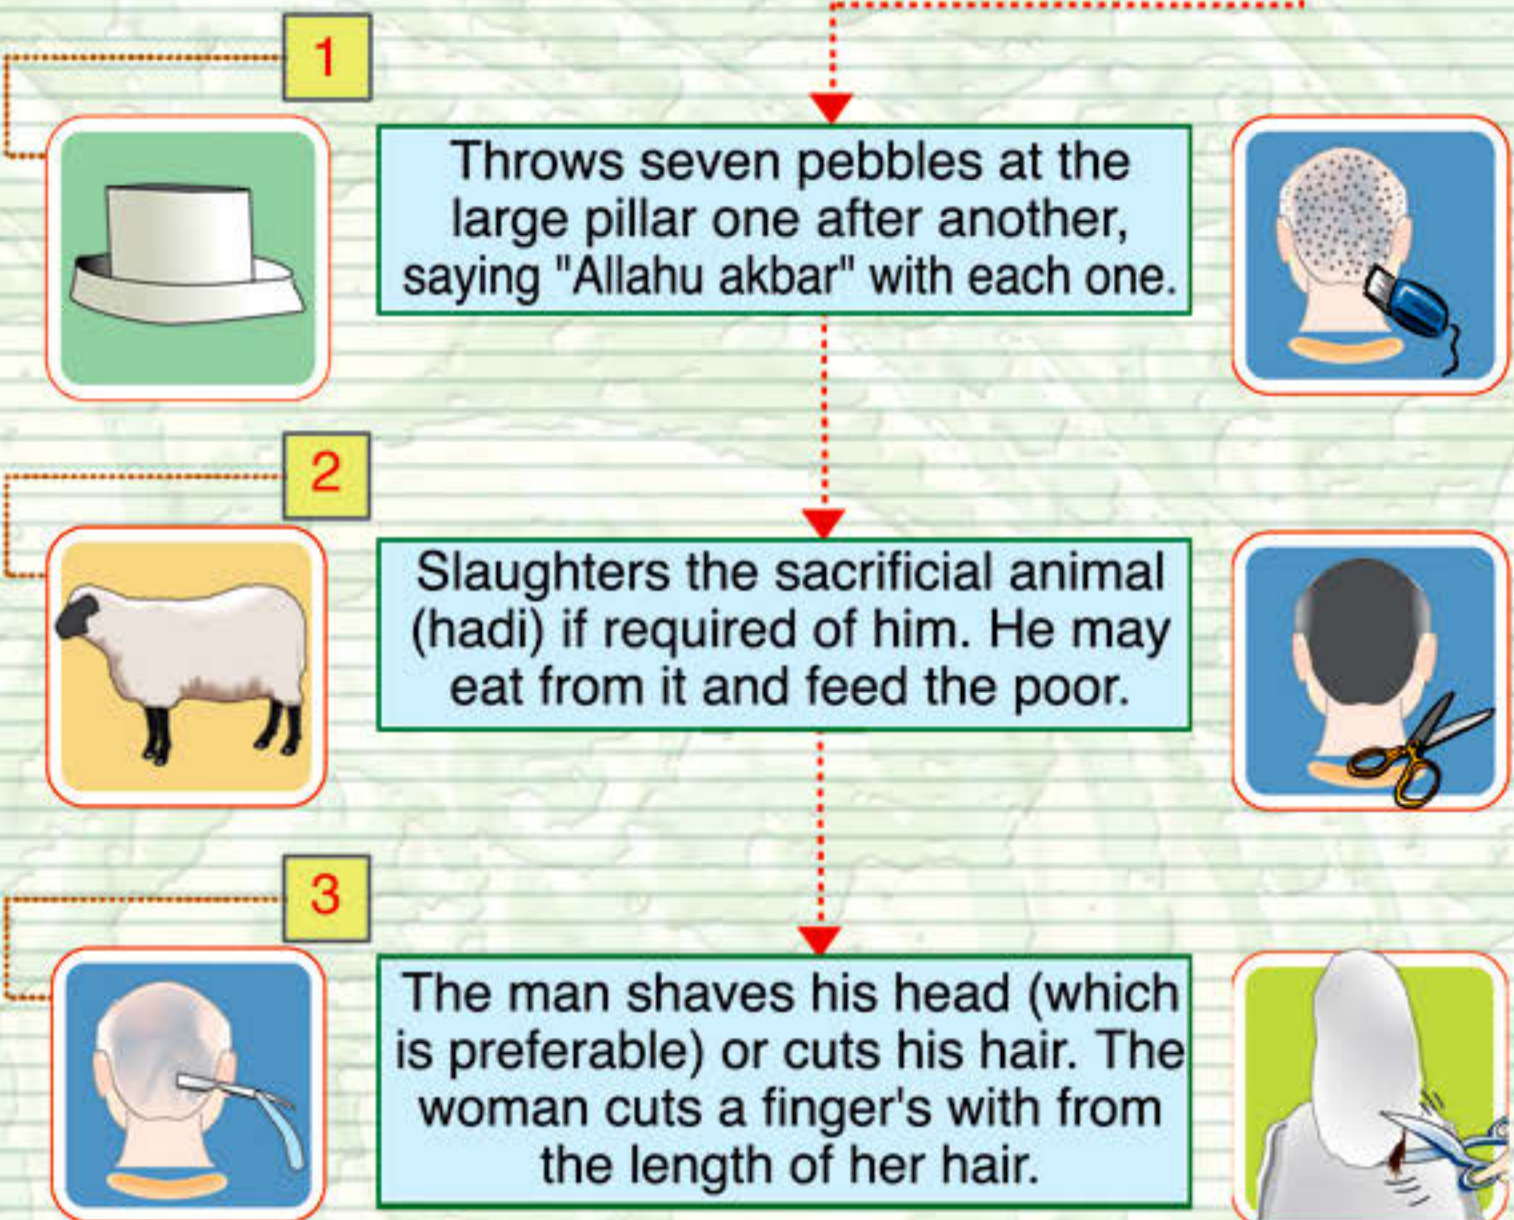 1
Throws seven pebbles at the
large pillar one after another,
saying "Allahu akbar" with each one.
2
Slaughters the sacrificial animal
(hadi) if required of him. He may
eat from it and feed the poor.
3
The man shaves his head (which
is preferable) or cuts his hair. The
woman cuts a finger's with from
the length of her hair.